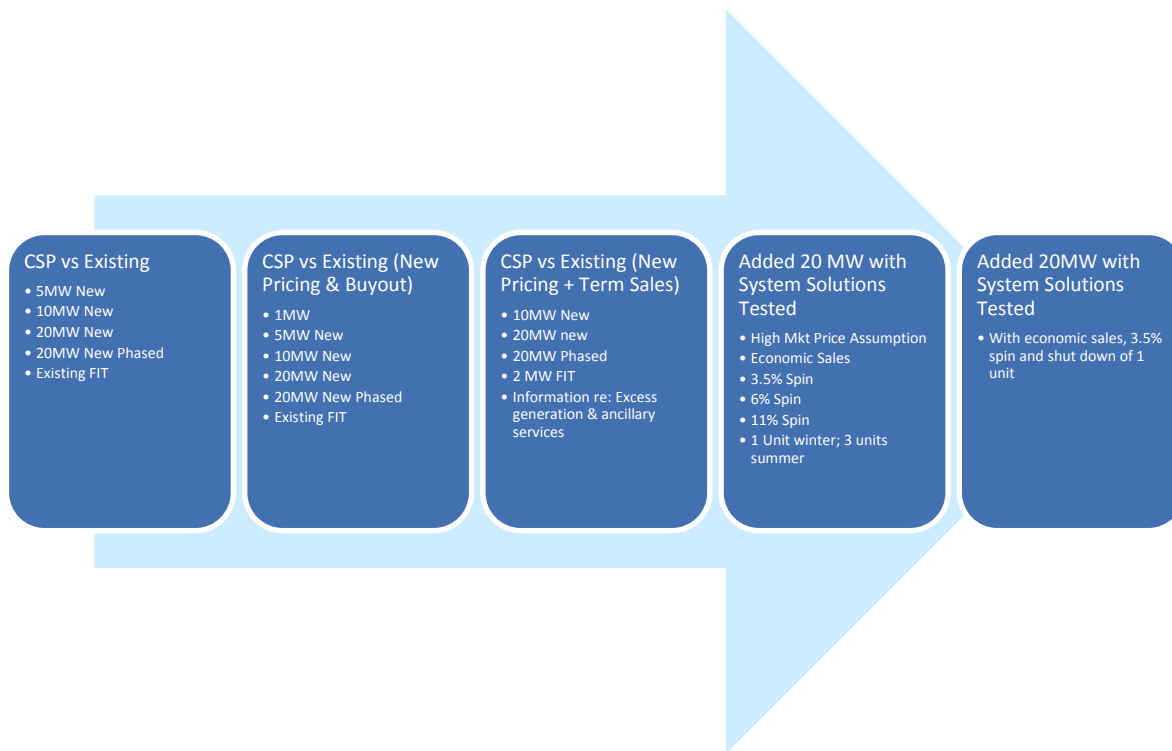 CSP vs Existing
• 5MW New
• 10MW New
• 20MW New
• 20MW New Phased
• Existing FIT
CSP vs Existing (New
Pricing & Buyout)
• 1MW
• 5MW New
• 10MW New
• 20MW New
• 20MW New Phased
• Existing FIT
CSP vs Existing (New
Pricing + Term Sales)
• 10MW New
• 20MW new
• 20MW Phased
• 2 MW FIT
• Information re: Excess
generation & ancillary
services
Added 20 MW with
System Solutions
Tested
• High Mkt Price Assumption
• Economic Sales
• 3.5% Spin
• 6% Spin
• 11% Spin
• 1 Unit winter; 3 units
summer
Added 20MW with
System Solutions
Tested
• With economic sales, 3.5%
spin and shut down of 1
unit